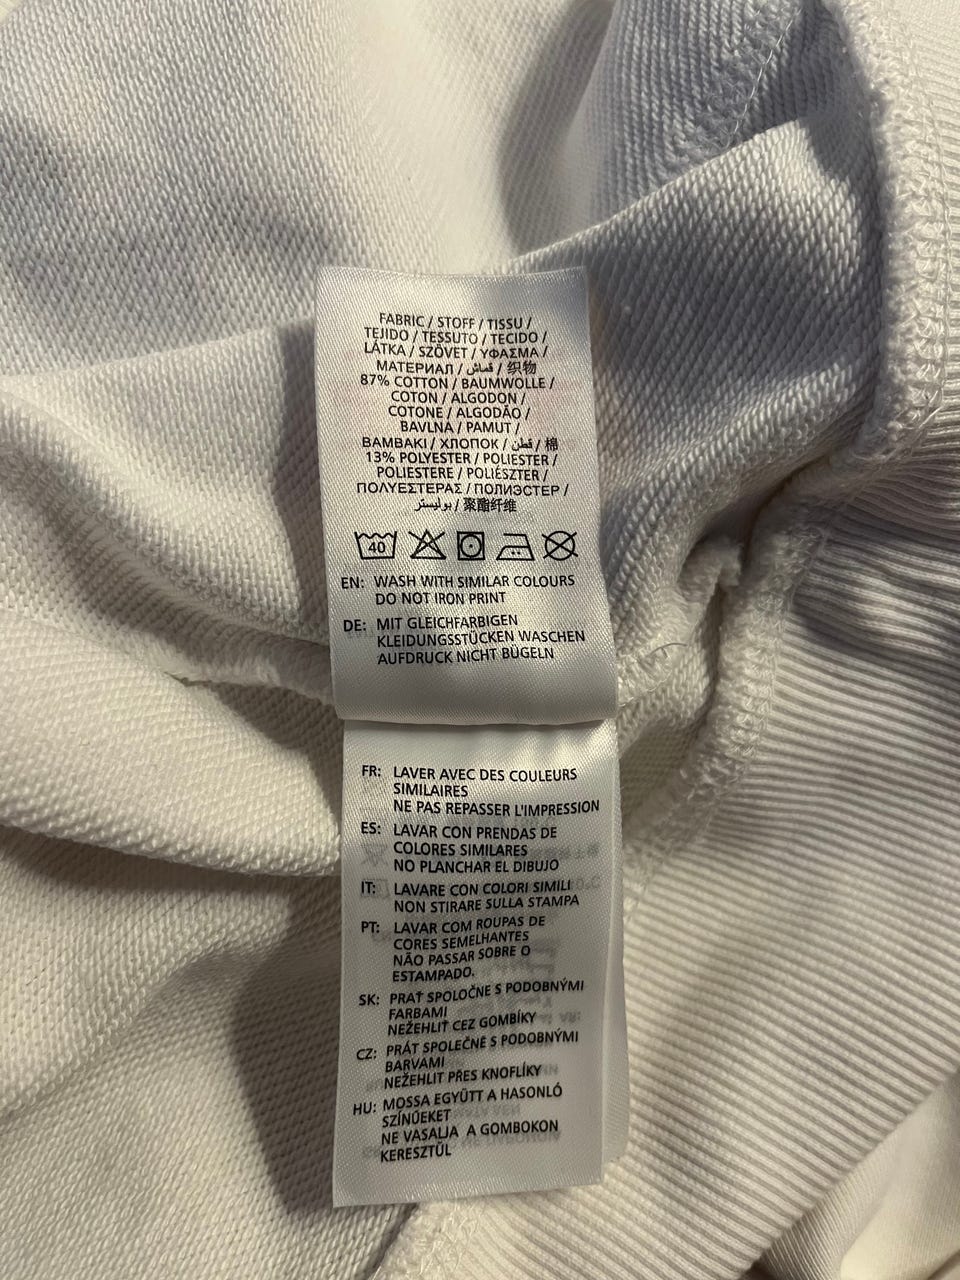 FABRIC / STOFF / TISSU /
TEJIDO / TESSUTO / TECIDO /
LÁTKA / SZÖVET / ΥΦΑΣΜΑ /
МАТЕРИАЛ / قماش / 织物
87% COTTON / BAUMWOLLE /
COTON / ALGODON /
COTONE / ALGODÃO /
BAVLNA / PAMUT /
ΒΑΜΒΑΚΙ / ХЛОПОК / قطن / 棉
13% POLYESTER / POLIESTER /
POLIESTERE / POLIÉSZTER /
ΠΟΛΥΕΣΤΕΡΑΣ / ПОЛИЭСТЕР /
بوليستر / 聚酯纤维
40
EN: WASH WITH SIMILAR COLOURS
DO NOT IRON PRINT
DE: MIT GLEICHFARBIGEN
KLEIDUNGSSTÜCKEN WASCHEN
AUFDRUCK NICHT BÜGELN
FR: LAVER AVEC DES COULEURS
SIMILAIRES
NE PAS REPASSER L'IMPRESSION
ES: LAVAR CON PRENDAS DE
COLORES SIMILARES
NO PLANCHAR EL DIBUJO
IT: LAVARE CON COLORI SIMILI
NON STIRARE SULLA STAMPA
PT: LAVAR COM ROUPAS DE
CORES SEMELHANTES
NÃO PASSAR SOBRE O
ESTAMPADO.
SK: PRAŤ SPOLOČNE S PODOBNÝMI
FARBAMI
NEŽEHLIŤ CEZ GOMBÍKY
CZ: PRÁT SPOLEČNĚ S PODOBNÝMI
BARVAMI
NEŽEHLIT PŘES KNOFLÍKY
HU: MOSSA EGYÜTT A HASONLÓ
SZÍNŰEKET
NE VASALJA A GOMBOKON
KERESZTÜL